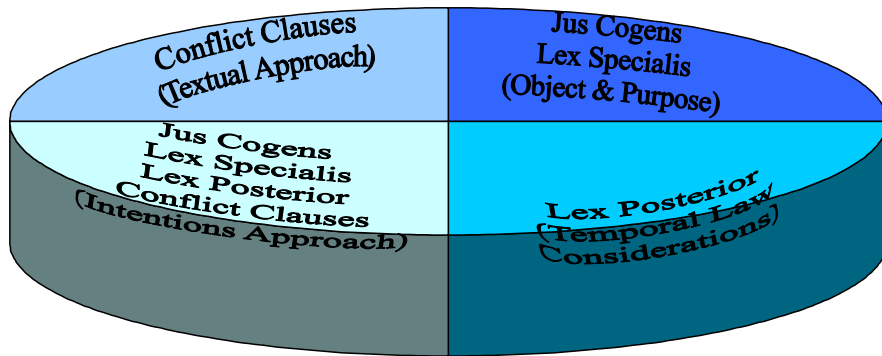 Conflict Clauses
(Textual Approach)
Jus Cogens
Lex Specialis
(Object & Purpose)
Jus Cogens
Lex Specialis
Lex Posterior
Conflict Clauses
(Intentions Approach)
Lex Posterior
(Temporal Law
Considerations)